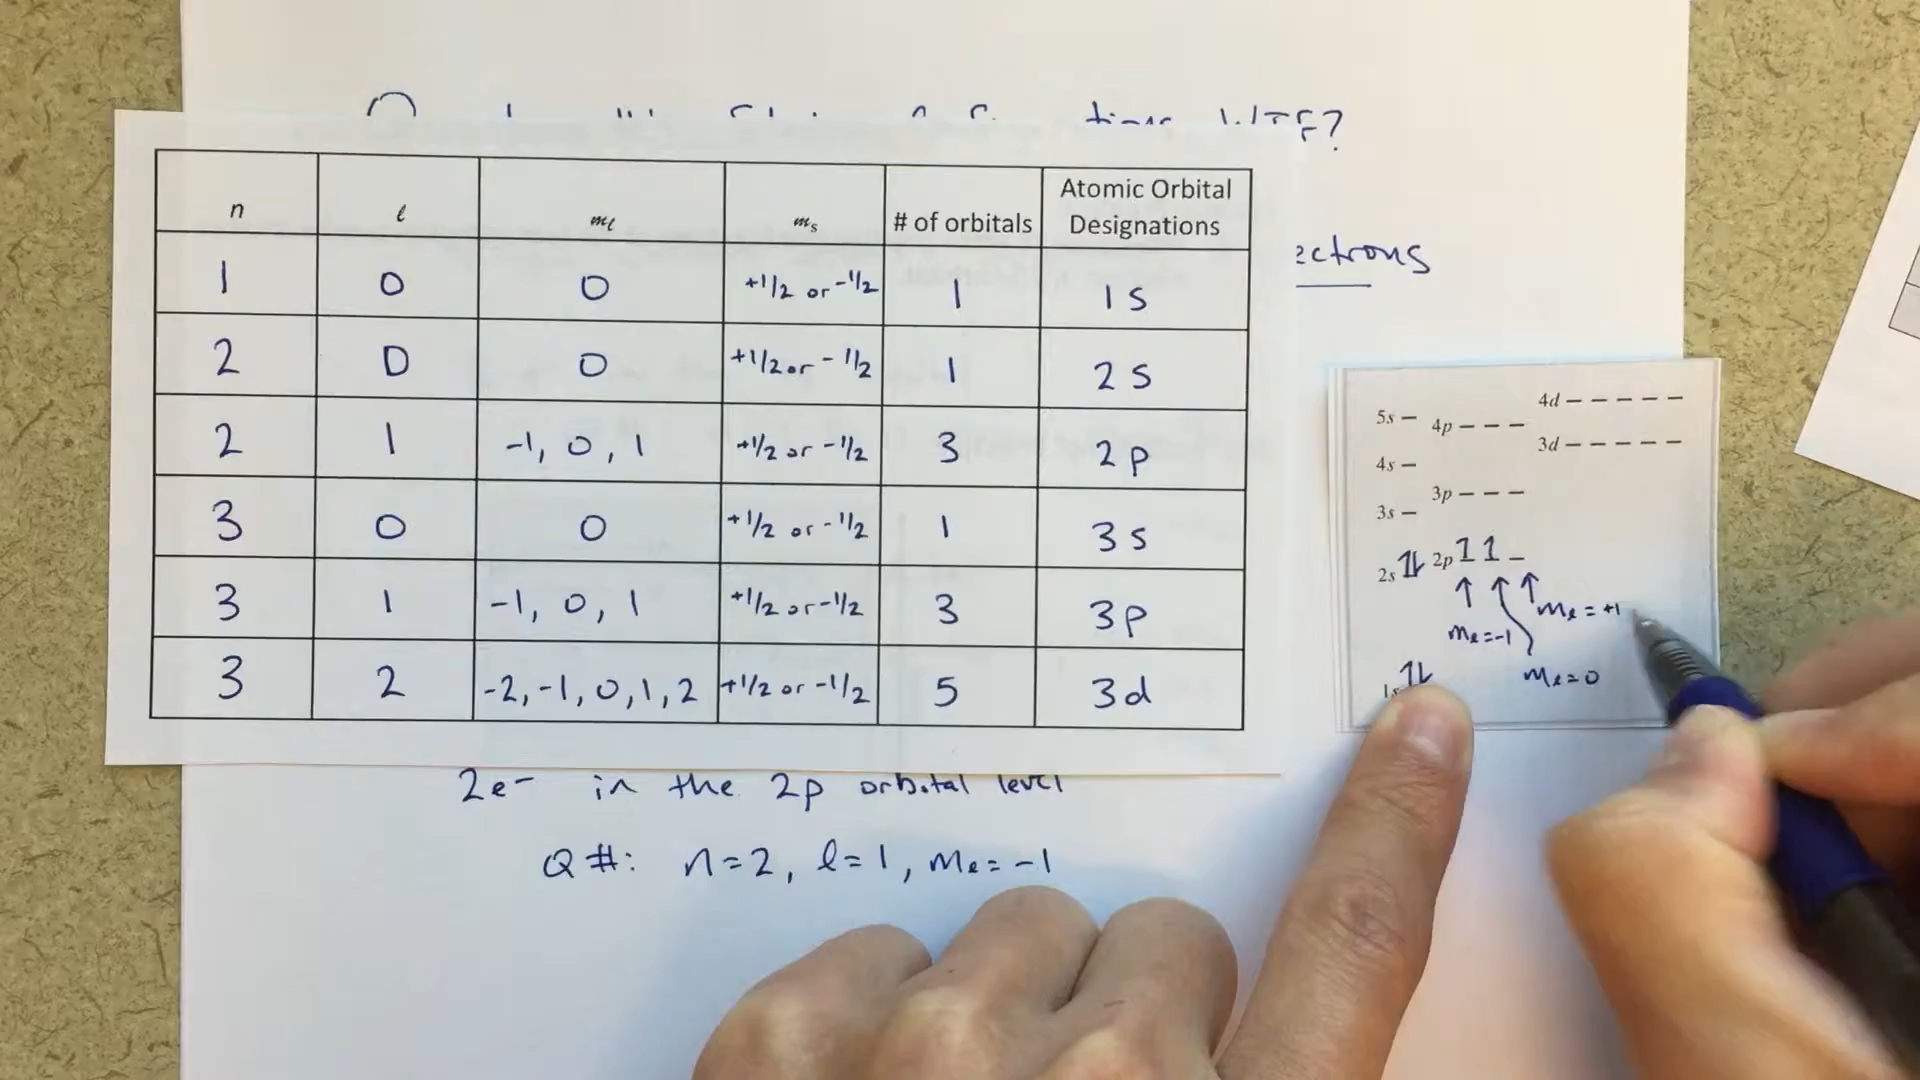 WTF?
ectrons
n l ml ms # of orbitals Atomic Orbital Designations
1 0 0 +1/2 or -1/2 1 1s
2 0 0 +1/2 or -1/2 1 2s
2 1 -1, 0, 1 +1/2 or -1/2 3 2p
3 0 0 +1/2 or -1/2 1 3s
3 1 -1, 0, 1 +1/2 or -1/2 3 3p
3 2 -2, -1, 0, 1, 2 +1/2 or -1/2 5 3d
2e- in the 2p orbital level
Q#: n=2, l=1, ml=-1
4d
5s
4p
3d
4s
3p
3s
2p
2s
ml=+1
ml=-1
ml=0
1s